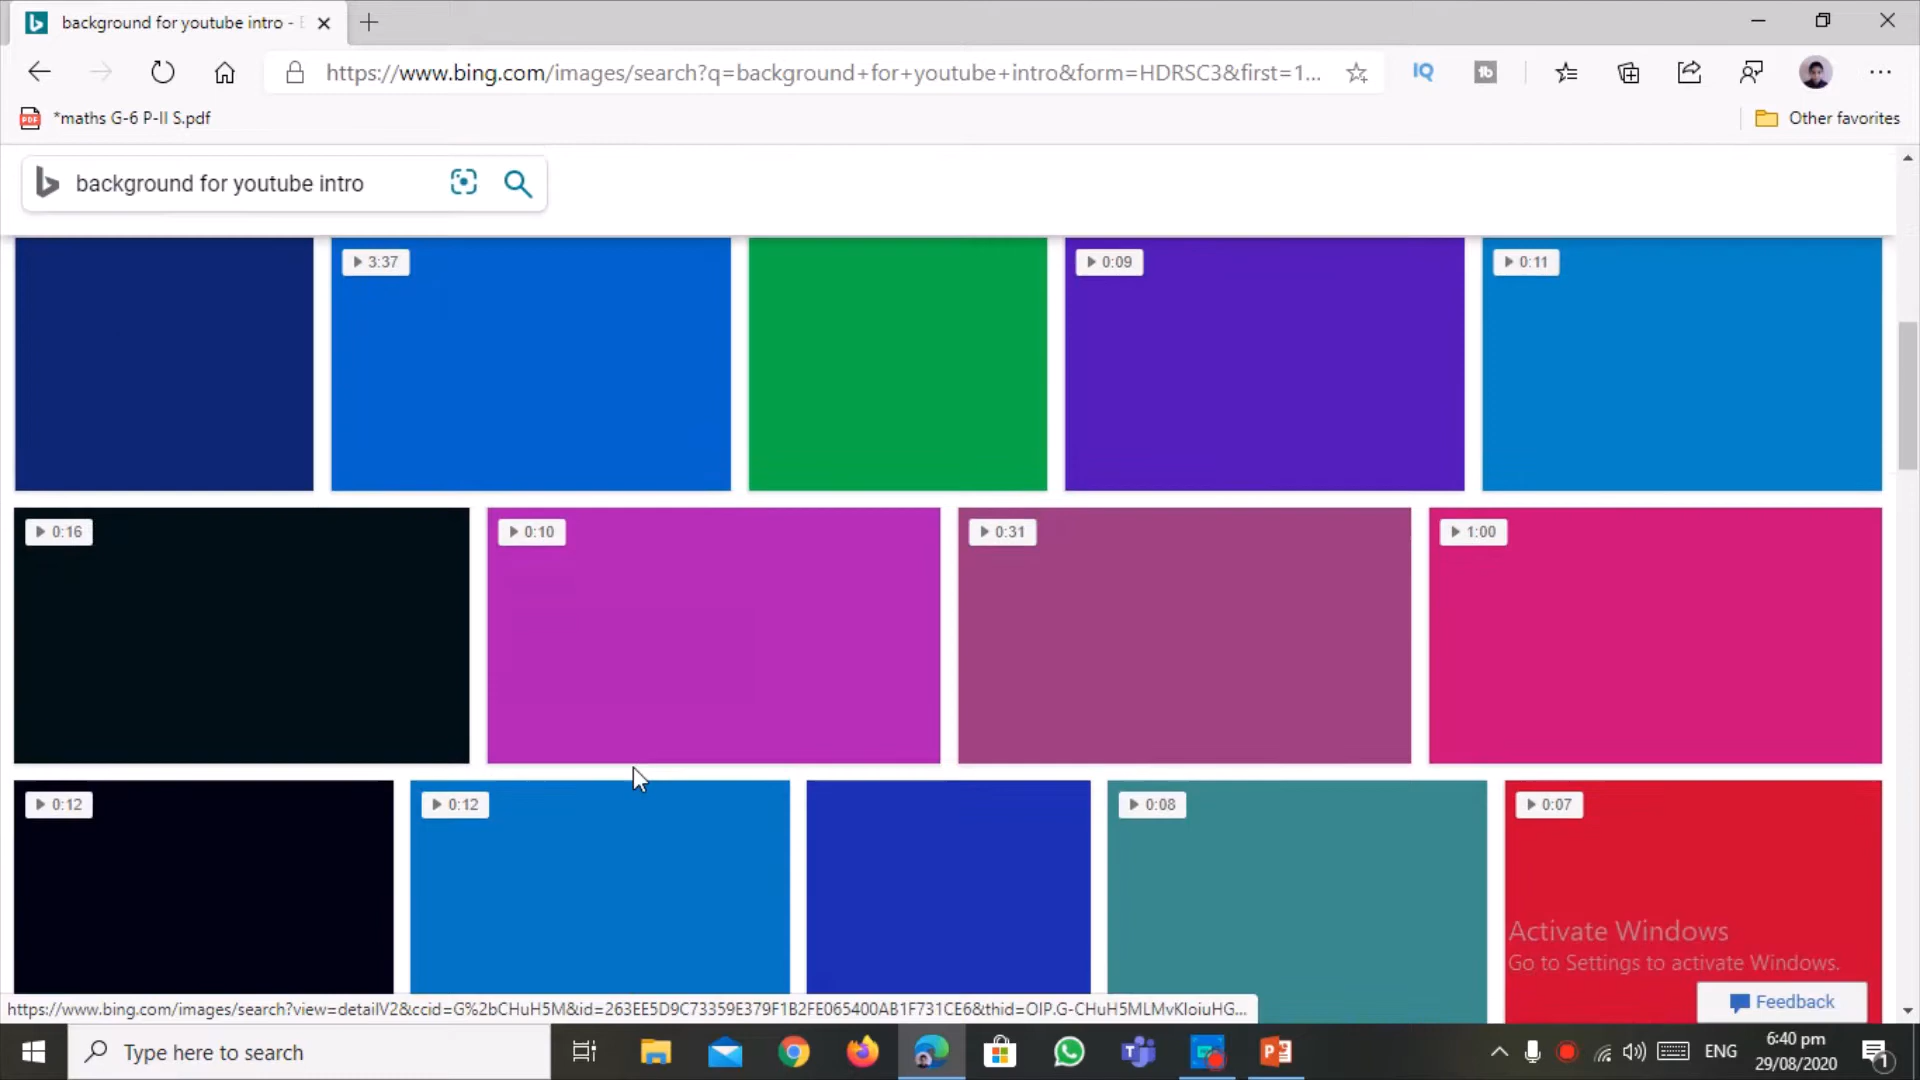 background for youtube intro -
https://www.bing.com/images/search?q=background+for+youtube+intro&form=HDRSC3&first=1...
IQ
tb
PDF
*maths G-6 P-II S.pdf
Other favorites
background for youtube intro
3:37
0:09
0:11
0:16
0:10
0:31
1:00
0:12
0:12
0:08
0:07
Activate Windows
Go to Settings to activate Windows.
Feedback
https://www.bing.com/images/search?view=detailV2&ccid=G%2bCHuH5M&id=263EE5D9C73359E379F1B2FE065400AB1F731CE6&thid=OIP.G-CHuH5MLMvKIoiuHG...
Type here to search
ENG
6:40 pm
29/08/2020
1